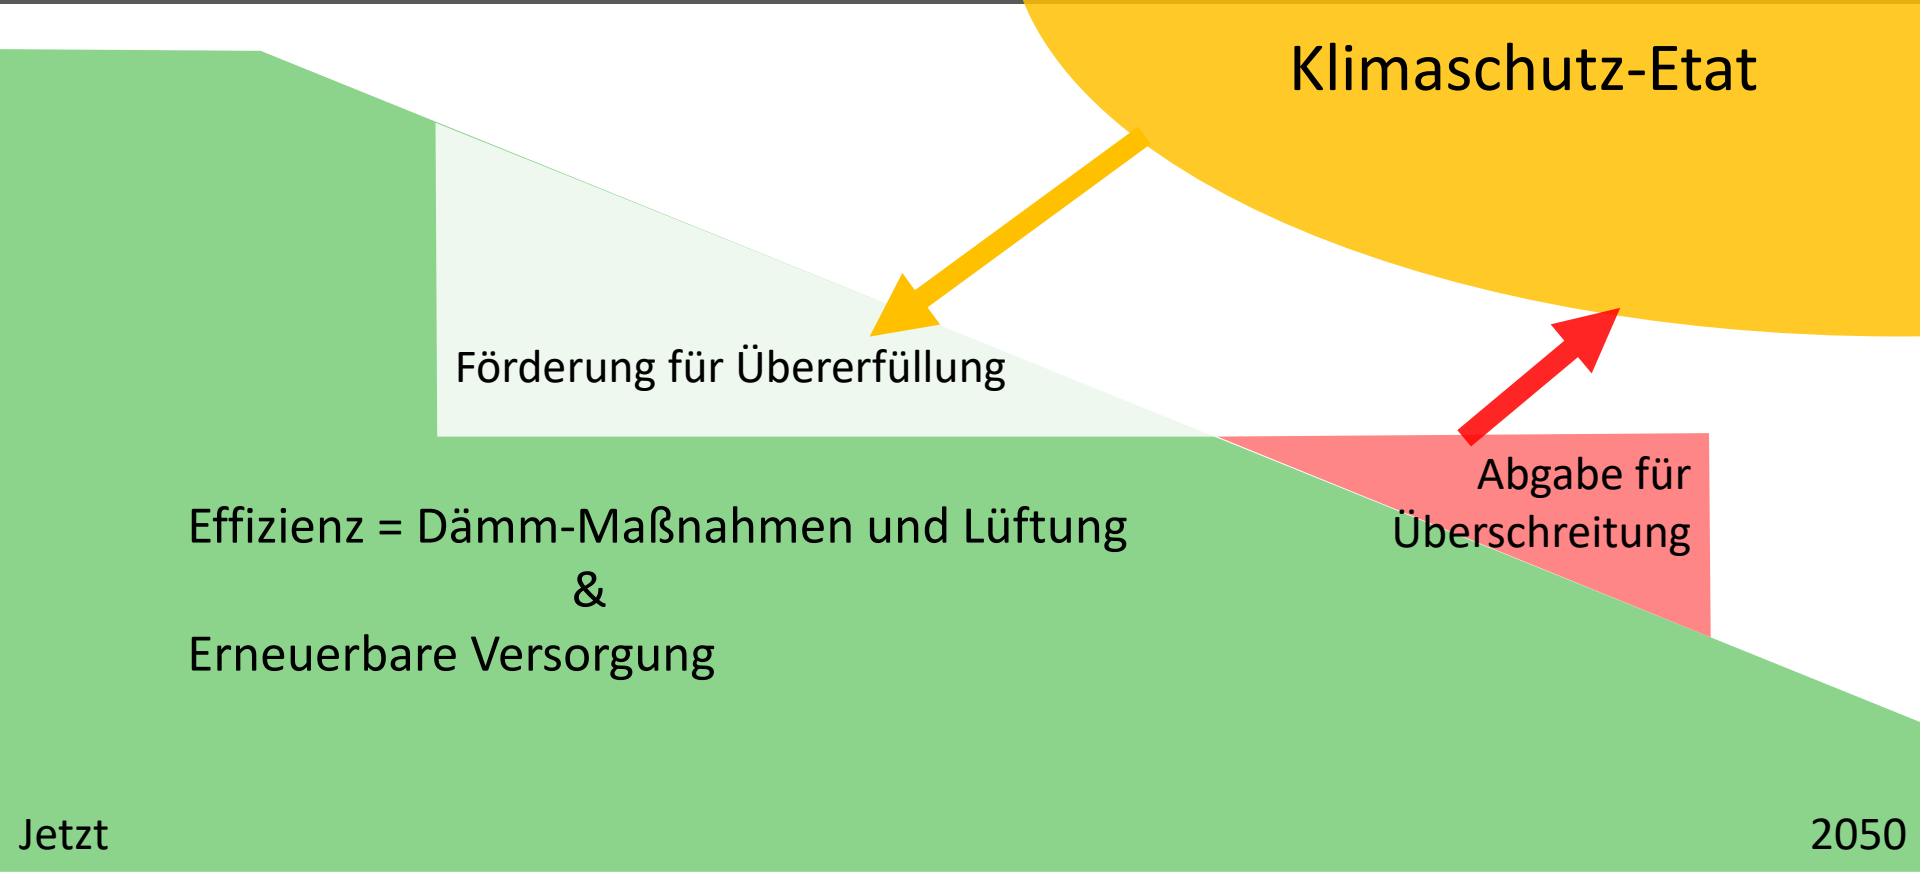 Klimaschutz-Etat
Förderung für Übererfüllung
Abgabe für
Überschreitung
Effizienz = Dämm-Maßnahmen und Lüftung
&
Erneuerbare Versorgung
Jetzt
2050